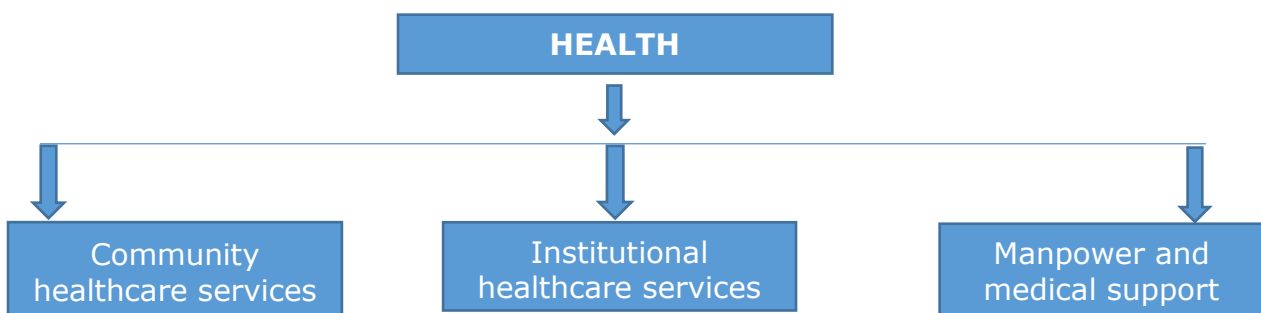 HEALTH
Community
healthcare services
Institutional
healthcare services
Manpower and
medical support